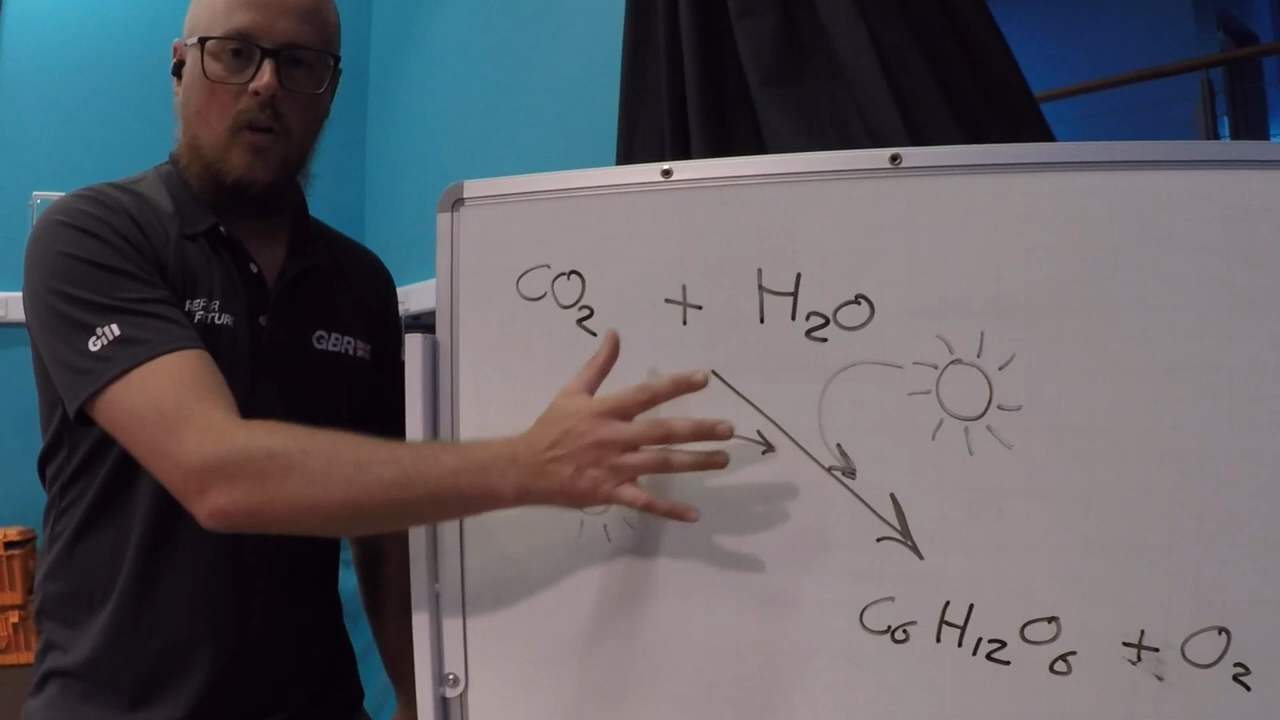 CO₂ + H₂O
C₆H₁₂O₆ + O₂
Gill
GBR